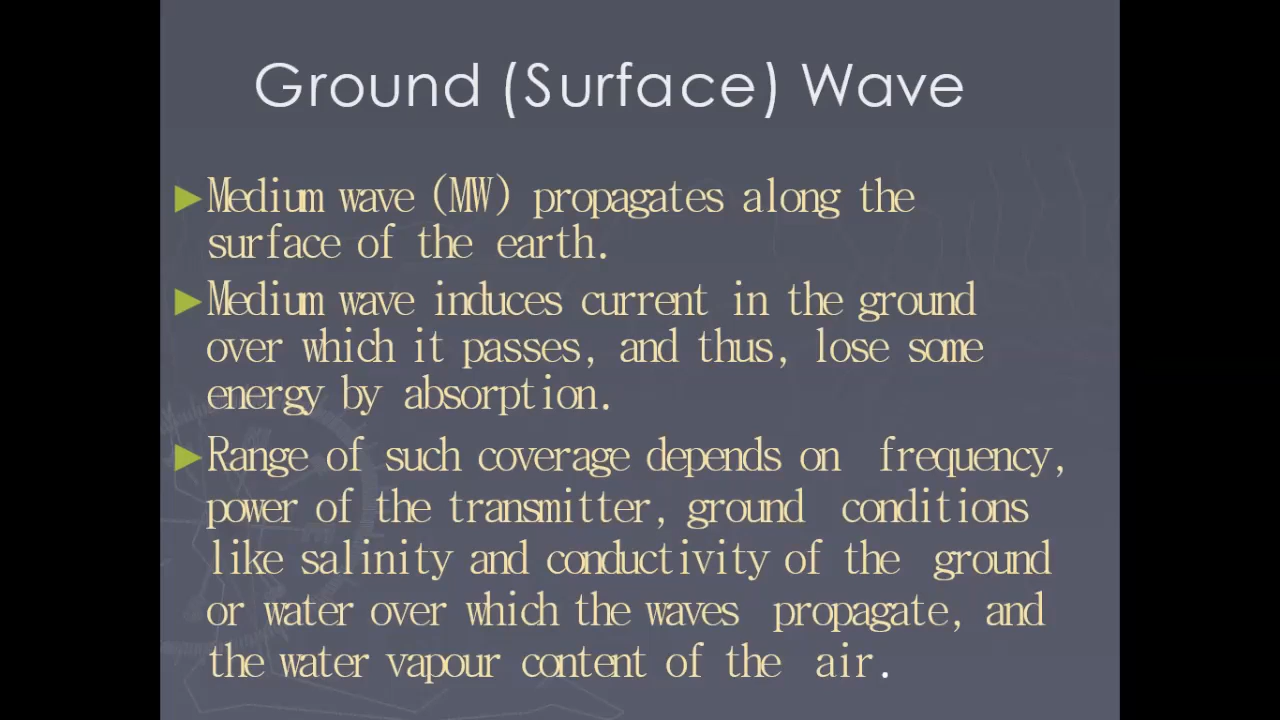 Ground (Surface) Wave
►Medium wave (MW) propagates along the
surface of the earth.
►Medium wave induces current in the ground
over which it passes, and thus, lose some
energy by absorption.
►Range of such coverage depends on frequency,
power of the transmitter, ground conditions
like salinity and conductivity of the ground
or water over which the waves propagate, and
the water vapour content of the air.